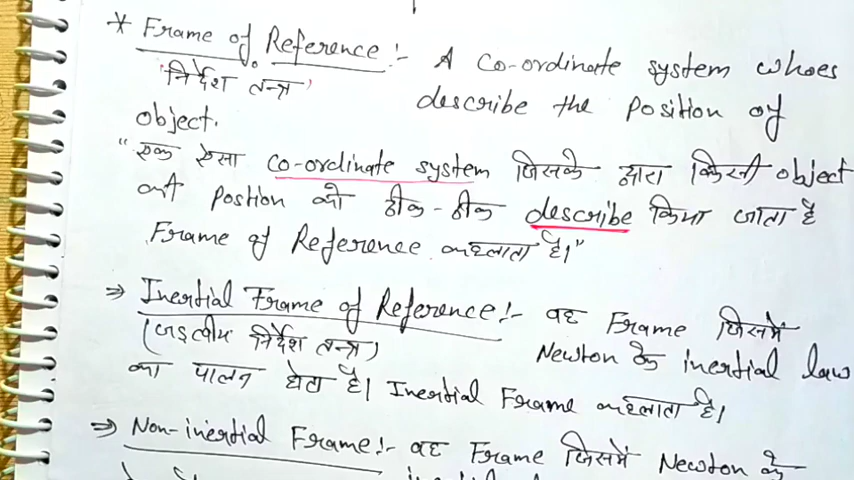 * Frame of Reference :- A co-ordinate system whoes
'निर्देश तन्त्र' describe the position of
object.
"एक ऐसा co-ordinate system जिसके द्वारा किसी object
की Postion को ठीक-ठीक describe किया जाता है
Frame of Reference कहलाता है।"
⇒ Inertial Frame of Reference :- वह Frame जिसमें
(जड़त्वीय निर्देश तन्त्र) Newton के inertial law
का पालन होता है। Inertial Frame कहलाता है।
⇒ Non-inertial Frame :- वह Frame जिसमें Newton के